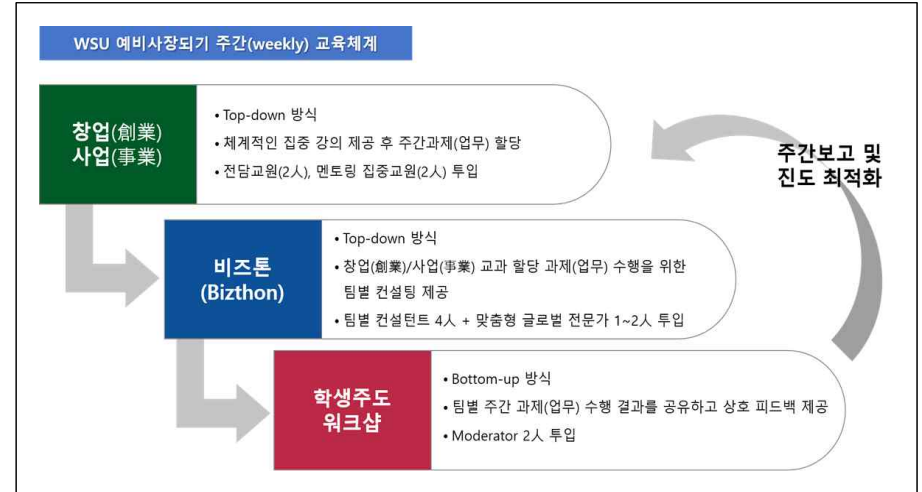 WSU 예비사장되기 주간(weekly) 교육체계
창업(創業)
사업(事業)
• Top-down 방식
• 체계적인 집중 강의 제공 후 주간과제(업무) 할당
• 전담교원(2人), 멘토링 집중교원(2人) 투입
주간보고 및
진도 최적화
비즈톤
(Bizthon)
• Top-down 방식
• 창업(創業)/사업(事業) 교과 할당 과제(업무) 수행을 위한
팀별 컨설팅 제공
• 팀별 컨설턴트 4人 + 맞춤형 글로벌 전문가 1~2人 투입
학생주도
워크샵
• Bottom-up 방식
• 팀별 주간 과제(업무) 수행 결과를 공유하고 상호 피드백 제공
• Moderator 2人 투입